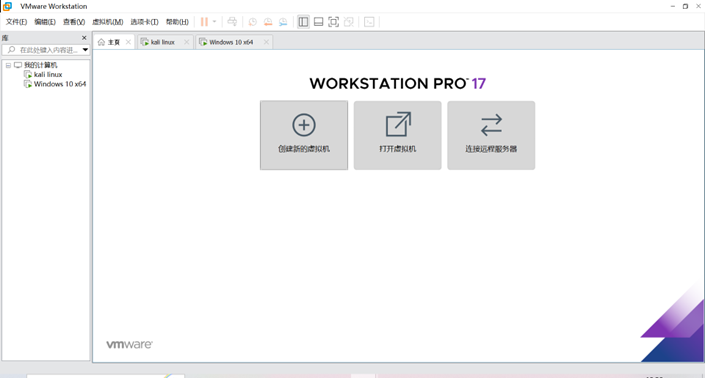 VMware Workstation
文件(F) 编辑(E) 查看(V) 虚拟机(M) 选项卡(T) 帮助(H)
库
在此处键入内容进...
我的计算机
kali linux
Windows 10 x64
主页 kali linux Windows 10 x64
WORKSTATION PRO 17
创建新的虚拟机 打开虚拟机 连接远程服务器
vmware